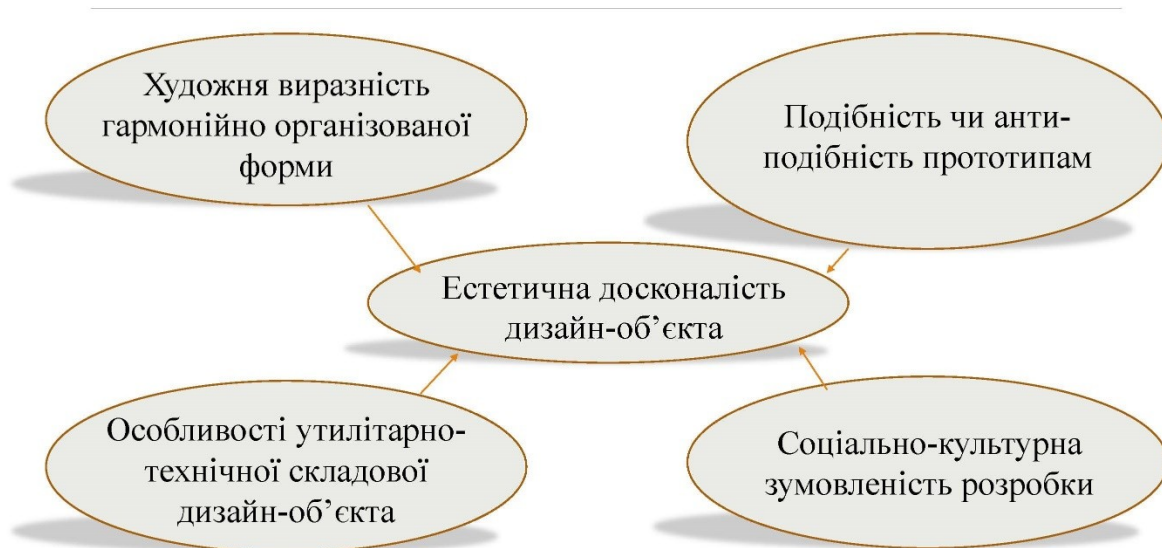 Художня виразність
гармонійно організованої
форми
Подібність чи анти-
подібність прототипам
Естетична досконалість
дизайн-об’єкта
Особливості утилітарно-
технічної складової
дизайн-об’єкта
Соціально-культурна
зумовленість розробки